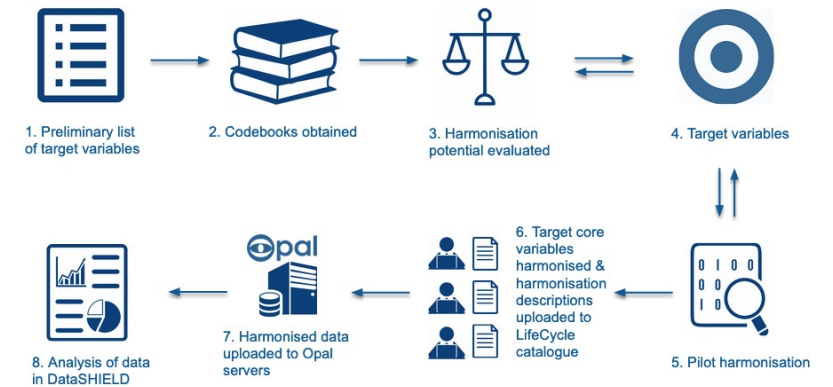 1. Preliminary list
of target variables
2. Codebooks obtained
3. Harmonisation
potential evaluated
4. Target variables
0 1 0 0
0 0
1 0
5. Pilot harmonisation
6. Target core
variables
harmonised &
harmonisation
descriptions
uploaded to
LifeCycle
catalogue
Opal
7. Harmonised data
uploaded to Opal
servers
8. Analysis of data
in DataSHIELD